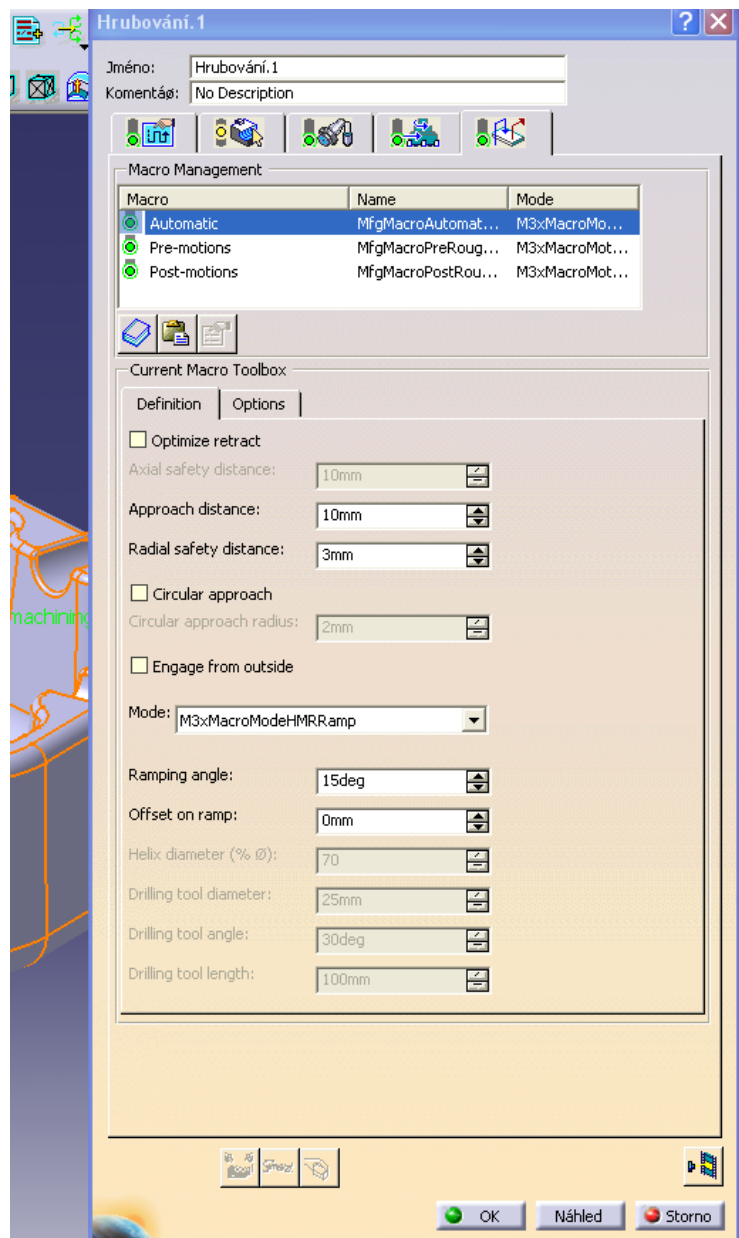 Hrubování.1
Jméno: Hrubování.1
Komentáø: No Description
Macro Management
Macro Name Mode
Automatic MfgMacroAutomat... M3xMacroMo...
Pre-motions MfgMacroPreRoug... M3xMacroMot...
Post-motions MfgMacroPostRou... M3xMacroMot...
Current Macro Toolbox
Definition Options
Optimize retract
Axial safety distance: 10mm
Approach distance: 10mm
Radial safety distance: 3mm
Circular approach
machining
Circular approach radius: 2mm
Engage from outside
Mode: M3xMacroModeHMRRamp
Ramping angle: 15deg
Offset on ramp: 0mm
Helix diameter (% Ø): 70
Drilling tool diameter: 25mm
Drilling tool angle: 30deg
Drilling tool length: 100mm
OK Náhled Storno